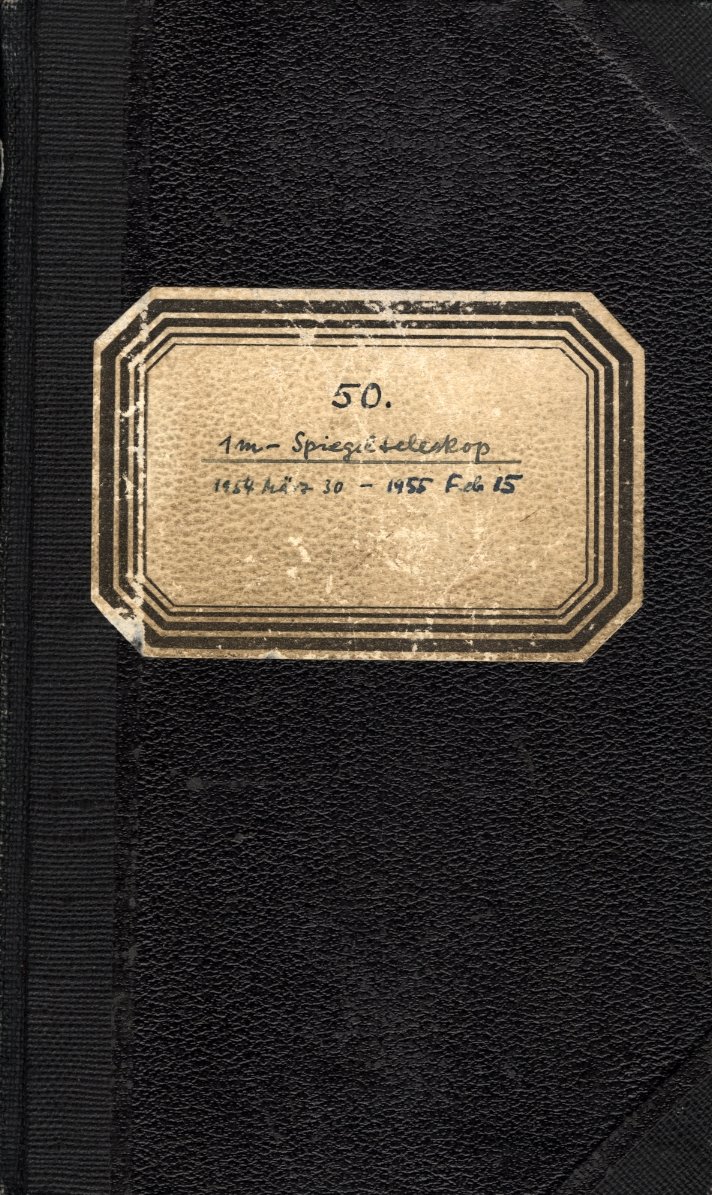 50.
1m- Spiegelteleskop
1954 März 30 - 1955 Feb 15